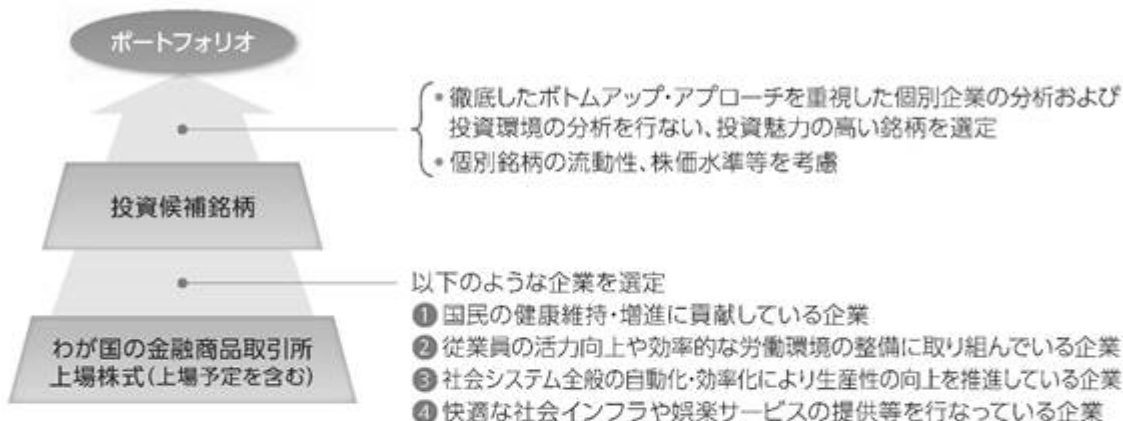 ポートフォリオ
• 徹底したボトムアップ・アプローチを重視した個別企業の分析および
投資環境の分析を行ない、投資魅力の高い銘柄を選定
• 個別銘柄の流動性、株価水準等を考慮
投資候補銘柄
以下のような企業を選定
❶ 国民の健康維持・増進に貢献している企業
❷ 従業員の活力向上や効率的な労働環境の整備に取り組んでいる企業
❸ 社会システム全般の自動化・効率化により生産性の向上を推進している企業
❹ 快適な社会インフラや娯楽サービスの提供等を行なっている企業
わが国の金融商品取引所
上場株式(上場予定を含む)